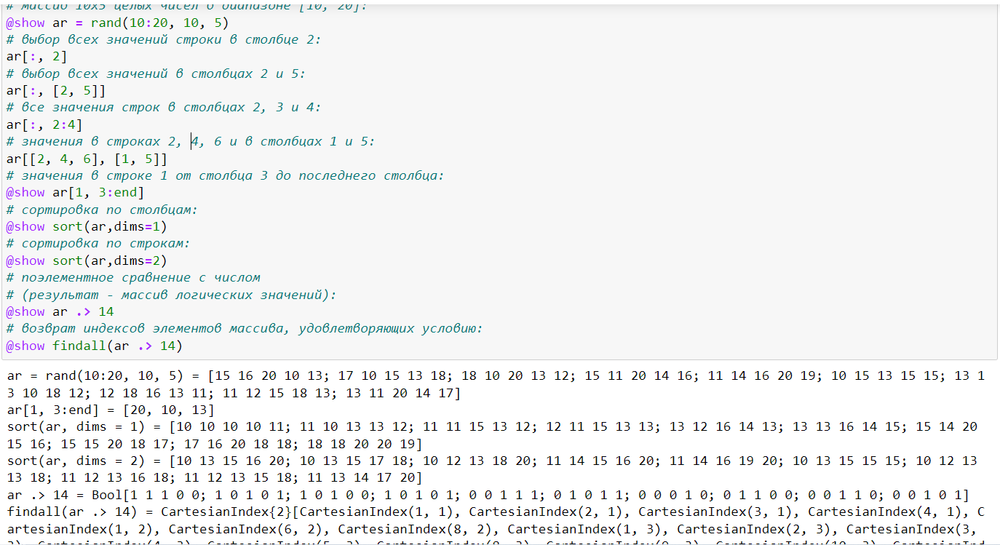 # массив 10x5 целых чисел в диапазоне [10, 20]:
@show ar = rand(10:20, 10, 5)
# выбор всех значений строки в столбце 2:
ar[:, 2]
# выбор всех значений в столбцах 2 и 5:
ar[:, [2, 5]]
# все значения строк в столбцах 2, 3 и 4:
ar[:, 2:4]
# значения в строках 2, 4, 6 и в столбцах 1 и 5:
ar[[2, 4, 6], [1, 5]]
# значения в строке 1 от столбца 3 до последнего столбца:
@show ar[1, 3:end]
# сортировка по столбцам:
@show sort(ar,dims=1)
# сортировка по строкам:
@show sort(ar,dims=2)
# поэлементное сравнение с числом
# (результат - массив логических значений):
@show ar .> 14
# возврат индексов элементов массива, удовлетворяющих условию:
@show findall(ar .> 14)
ar = rand(10:20, 10, 5) = [15 16 20 10 13; 17 10 15 13 18; 18 10 20 13 12; 15 11 20 14 16; 11 14 16 20 19; 10 15 13 15 15; 13 1
3 10 18 12; 12 18 16 13 11; 11 12 15 18 13; 13 11 20 14 17]
ar[1, 3:end] = [20, 10, 13]
sort(ar, dims = 1) = [10 10 10 10 11; 11 10 13 13 12; 11 11 15 13 12; 12 11 15 13 13; 13 12 16 14 13; 13 13 16 14 15; 15 14 20
15 16; 15 15 20 18 17; 17 16 20 18 18; 18 18 20 20 19]
sort(ar, dims = 2) = [10 13 15 16 20; 10 13 15 17 18; 10 12 13 18 20; 11 14 15 16 20; 11 14 16 19 20; 10 13 15 15 15; 10 12 13
13 18; 11 12 13 16 18; 11 12 13 15 18; 11 13 14 17 20]
ar .> 14 = Bool[1 1 1 0 0; 1 0 1 0 1; 1 0 1 0 0; 1 0 1 0 1; 0 0 1 1 1; 0 1 0 1 1; 0 0 0 1 0; 0 1 1 0 0; 0 0 1 1 0; 0 0 1 0 1]
findall(ar .> 14) = CartesianIndex{2}[CartesianIndex(1, 1), CartesianIndex(2, 1), CartesianIndex(3, 1), CartesianIndex(4, 1), C
artesianIndex(1, 2), CartesianIndex(6, 2), CartesianIndex(8, 2), CartesianIndex(1, 3), CartesianIndex(2, 3), CartesianIndex(3,
3), CartesianIndex(4, 3), CartesianIndex(5, 3), CartesianIndex(8, 3), CartesianIndex(9, 3), CartesianIndex(10, 3), CartesianInd